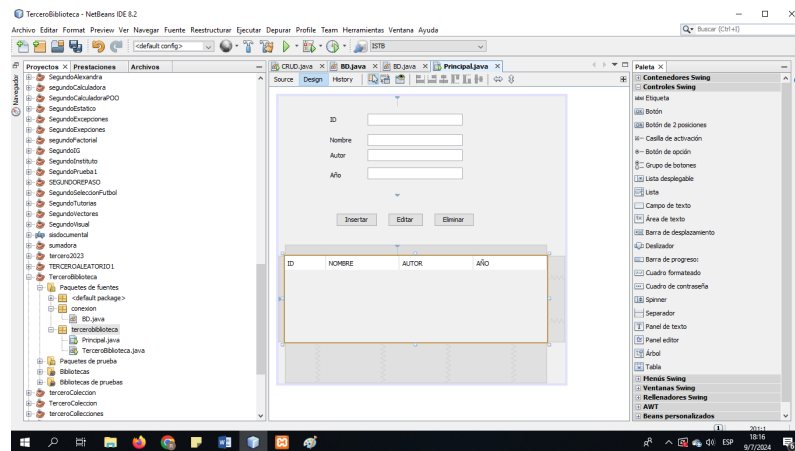 TerceroBiblioteca - NetBeans IDE 8.2
Archivo Editar Format Preview Ver Navegar Fuente Reestructurar Ejecutar Depurar Profile Team Herramientas Ventana Ayuda
Buscar (Ctrl+I)
<default config>
ISTB
Proyectos × Prestaciones Archivos
Navegador
SegundoAlexandra
segundoCalculadora
SegundoCalculadoraPOO
SegundoEstatico
SegundoExcepciones
SegundoExepciones
segundoFactorial
SegundoIG
SegundoInstituto
SegundoPrueba1
SEGUNDOREPASO
SegundoSeleccionFutbol
SegundoTutorias
SegundoVectores
SegundoVisual
sisdocumental
sumadora
tercero2023
TERCEROALEATORIO1
TerceroBiblioteca
Paquetes de fuentes
<default package>
conexion
BD.java
tercerobiblioteca
Principal.java
TerceroBiblioteca.java
Paquetes de prueba
Bibliotecas
Bibliotecas de pruebas
terceroColeccion
TerceroColeccion
terceroCollecciones
CRUD.java × BD.java × BD.java × Principal.java ×
Source Design History
ID
Nombre
Autor
Año
Insertar Editar Eliminar
ID NOMBRE AUTOR AÑO
Paleta ×
Contenedores Swing
Controles Swing
label Etiqueta
OK Botón
ON Botón de 2 posiciones
Casilla de activación
Botón de opción
Grupo de botones
Lista desplegable
Lista
Campo de texto
Área de texto
Barra de desplazamiento
Deslizador
Barra de progreso:
Cuadro formateado
Cuadro de contraseña
Spinner
Separador
Panel de texto
Panel editor
Árbol
Tabla
Menús Swing
Ventanas Swing
Rellenadores Swing
AWT
Beans personalizados
1 201:1
ESP
18:16
9/7/2024
6